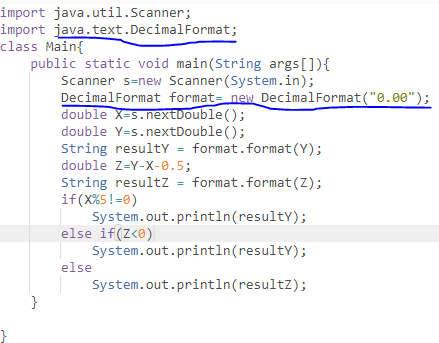 import java.util.Scanner;
import java.text.DecimalFormat;
class Main{
    public static void main(String args[]){
        Scanner s=new Scanner(System.in);
        DecimalFormat format= new DecimalFormat("0.00");
        double X=s.nextDouble();
        double Y=s.nextDouble();
        String resultY = format.format(Y);
        double Z=Y-X-0.5;
        String resultZ = format.format(Z);
        if(X%5!=0)
            System.out.println(resultY);
        else if(Z<0)
            System.out.println(resultY);
        else
            System.out.println(resultZ);
    }
}